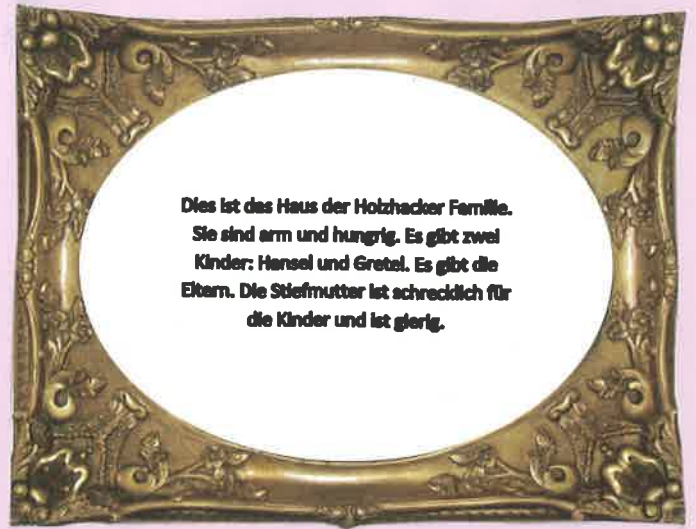 Dies ist das Haus der Holzhacker Familie.
Sie sind arm und hungrig. Es gibt zwei
Kinder: Hansel und Gretel. Es gibt die
Eltern. Die Stiefmutter ist schrecklich für
die Kinder und ist gierig.